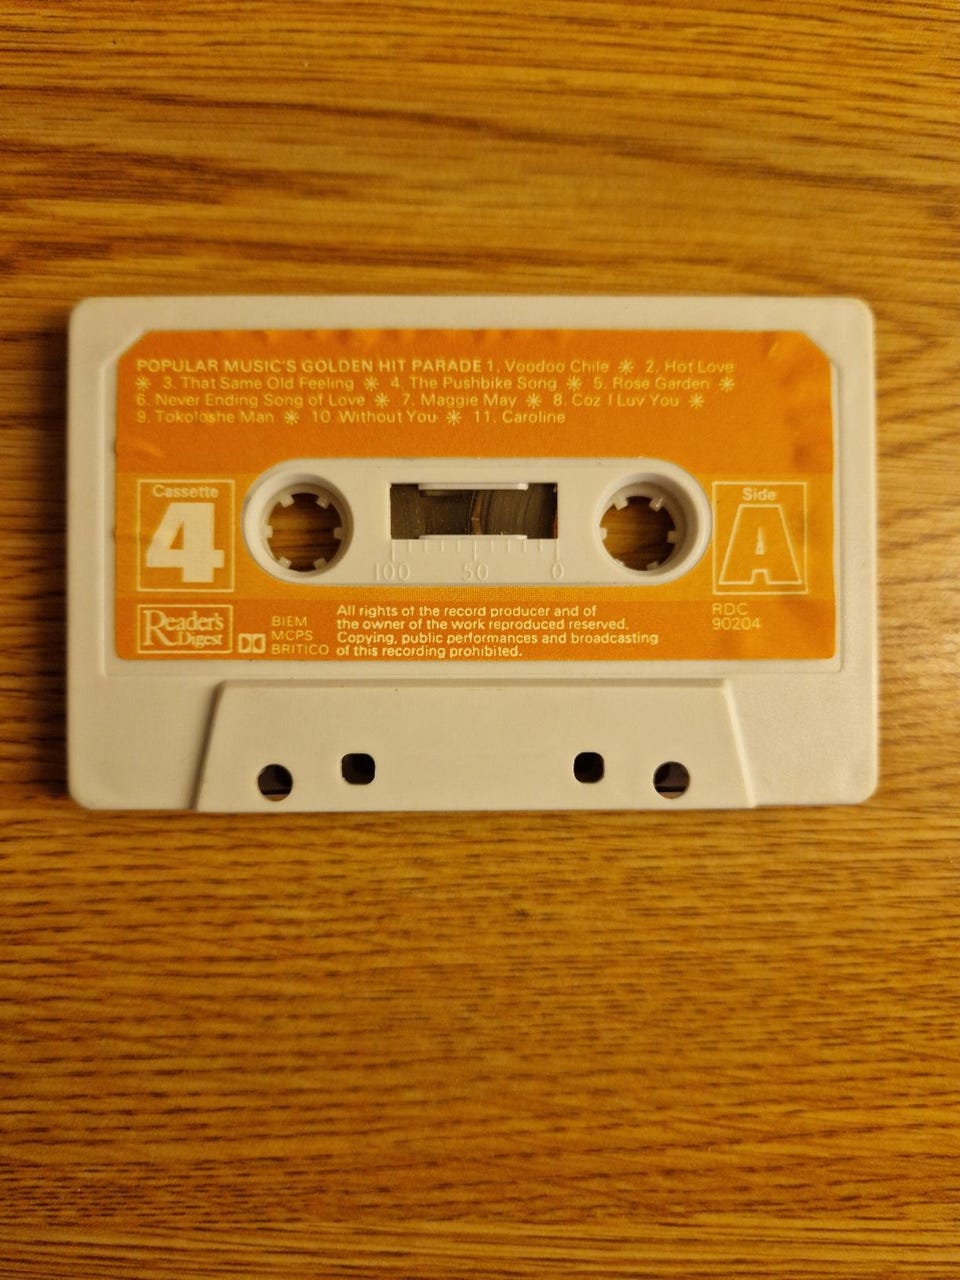 POPULAR MUSIC'S GOLDEN HIT PARADE 1. Voodoo Chile ✳ 2. Hot Love
✳ 3. That Same Old Feeling ✳ 4. The Pushbike Song ✳ 5. Rose Garden ✳
6. Never Ending Song of Love ✳ 7. Maggie May ✳ 8. Coz I Luv You ✳
9. Tokoloshe Man ✳ 10. Without You ✳ 11. Caroline
Cassette
4
Side
A
100 50 0
Reader's
Digest
BIEM
MCPS
BRITICO
All rights of the record producer and of
the owner of the work reproduced reserved.
Copying, public performances and broadcasting
of this recording prohibited.
RDC
90204